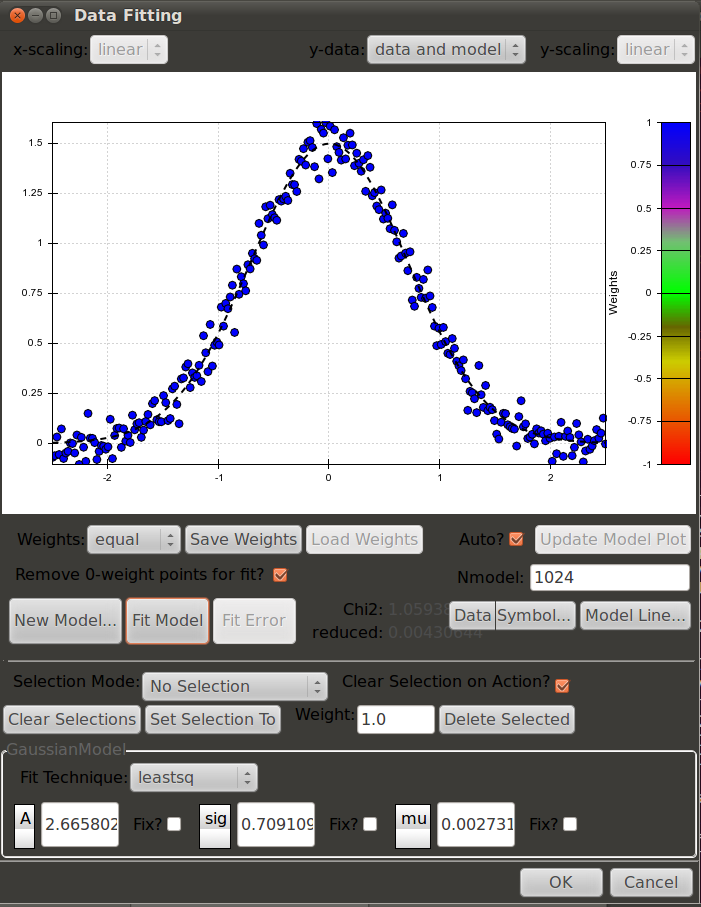 Data Fitting
x-scaling: linear y-data: data and model y-scaling: linear
1.5
1.25
1
0.75
0.5
0.25
0
-2 -1 0 1 2
1
0.75
0.5
0.25
0
-0.25
-0.5
-0.75
-1
Weights
Weights: equal Save Weights Load Weights Auto? Update Model Plot
Remove 0-weight points for fit? Nmodel: 1024
New Model... Fit Model Fit Error Chi2: 1.0593 Data Symbol... Model Line...
reduced: 0.00430644
Selection Mode: No Selection Clear Selection on Action?
Clear Selections Set Selection To Weight: 1.0 Delete Selected
GaussianModel
Fit Technique: leastsq
A 2.665802 Fix? sig 0.709109 Fix? mu 0.002731 Fix?
OK Cancel